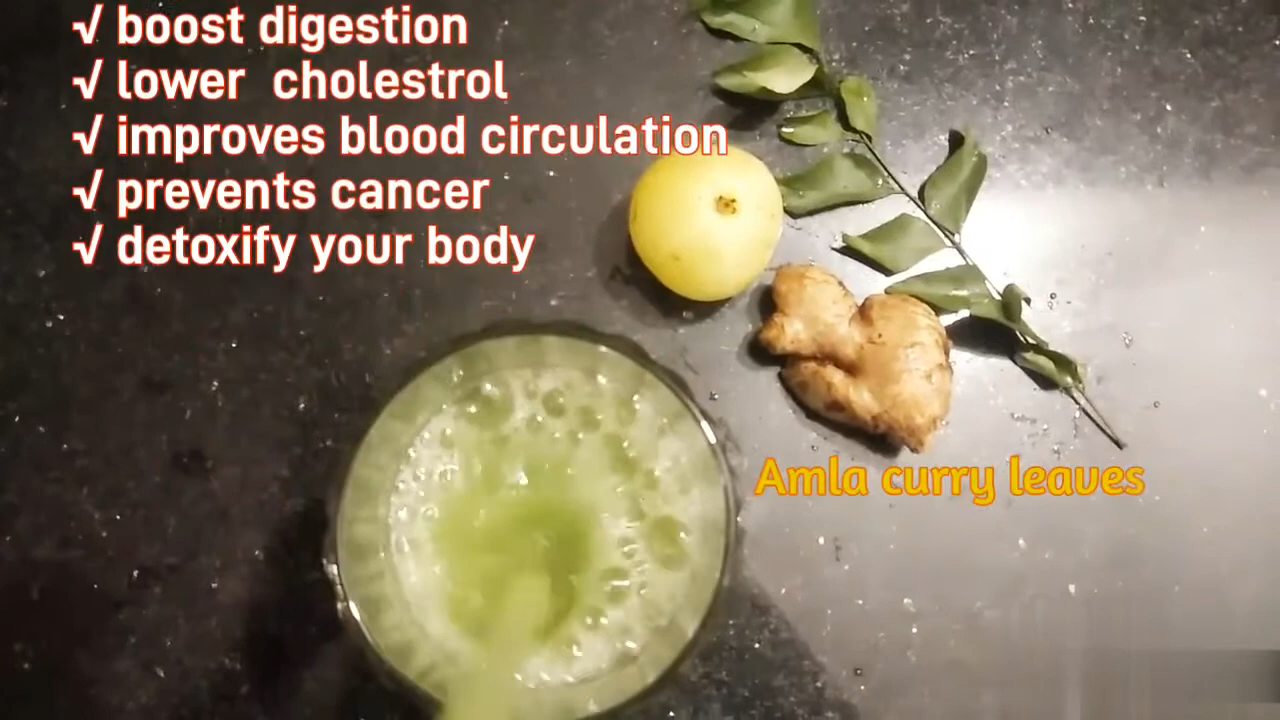 √ boost digestion
√ lower cholestrol
√ improves blood circulation
√ prevents cancer
√ detoxify your body
Amla curry leaves